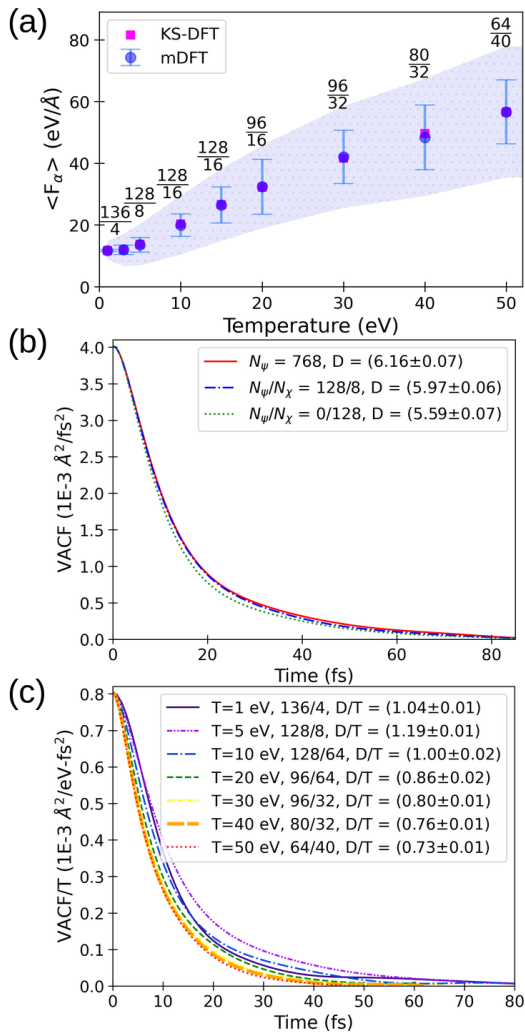 (a)
KS-DFT
mDFT
<F_α> (eV/Å)
80
60
40
20
0
136/4
128/8
128/16
128/16
96/16
96/32
80/32
64/40
0
10
20
30
40
50
Temperature (eV)
(b)
N_ψ = 768, D = (6.16±0.07)
N_ψ/N_χ = 128/8, D = (5.97±0.06)
N_ψ/N_χ = 0/128, D = (5.59±0.07)
VACF (1E-3 Å²/fs²)
4.0
3.5
3.0
2.5
2.0
1.5
1.0
0.5
0.0
0
20
40
60
80
Time (fs)
(c)
T=1 eV, 136/4, D/T = (1.04±0.01)
T=5 eV, 128/8, D/T = (1.19±0.01)
T=10 eV, 128/64, D/T = (1.00±0.02)
T=20 eV, 96/64, D/T = (0.86±0.02)
T=30 eV, 96/32, D/T = (0.80±0.01)
T=40 eV, 80/32, D/T = (0.76±0.01)
T=50 eV, 64/40, D/T = (0.73±0.01)
VACF/T (1E-3 Å²/eV-fs²)
0.8
0.7
0.6
0.5
0.4
0.3
0.2
0.1
0.0
0
10
20
30
40
50
60
70
80
Time (fs)